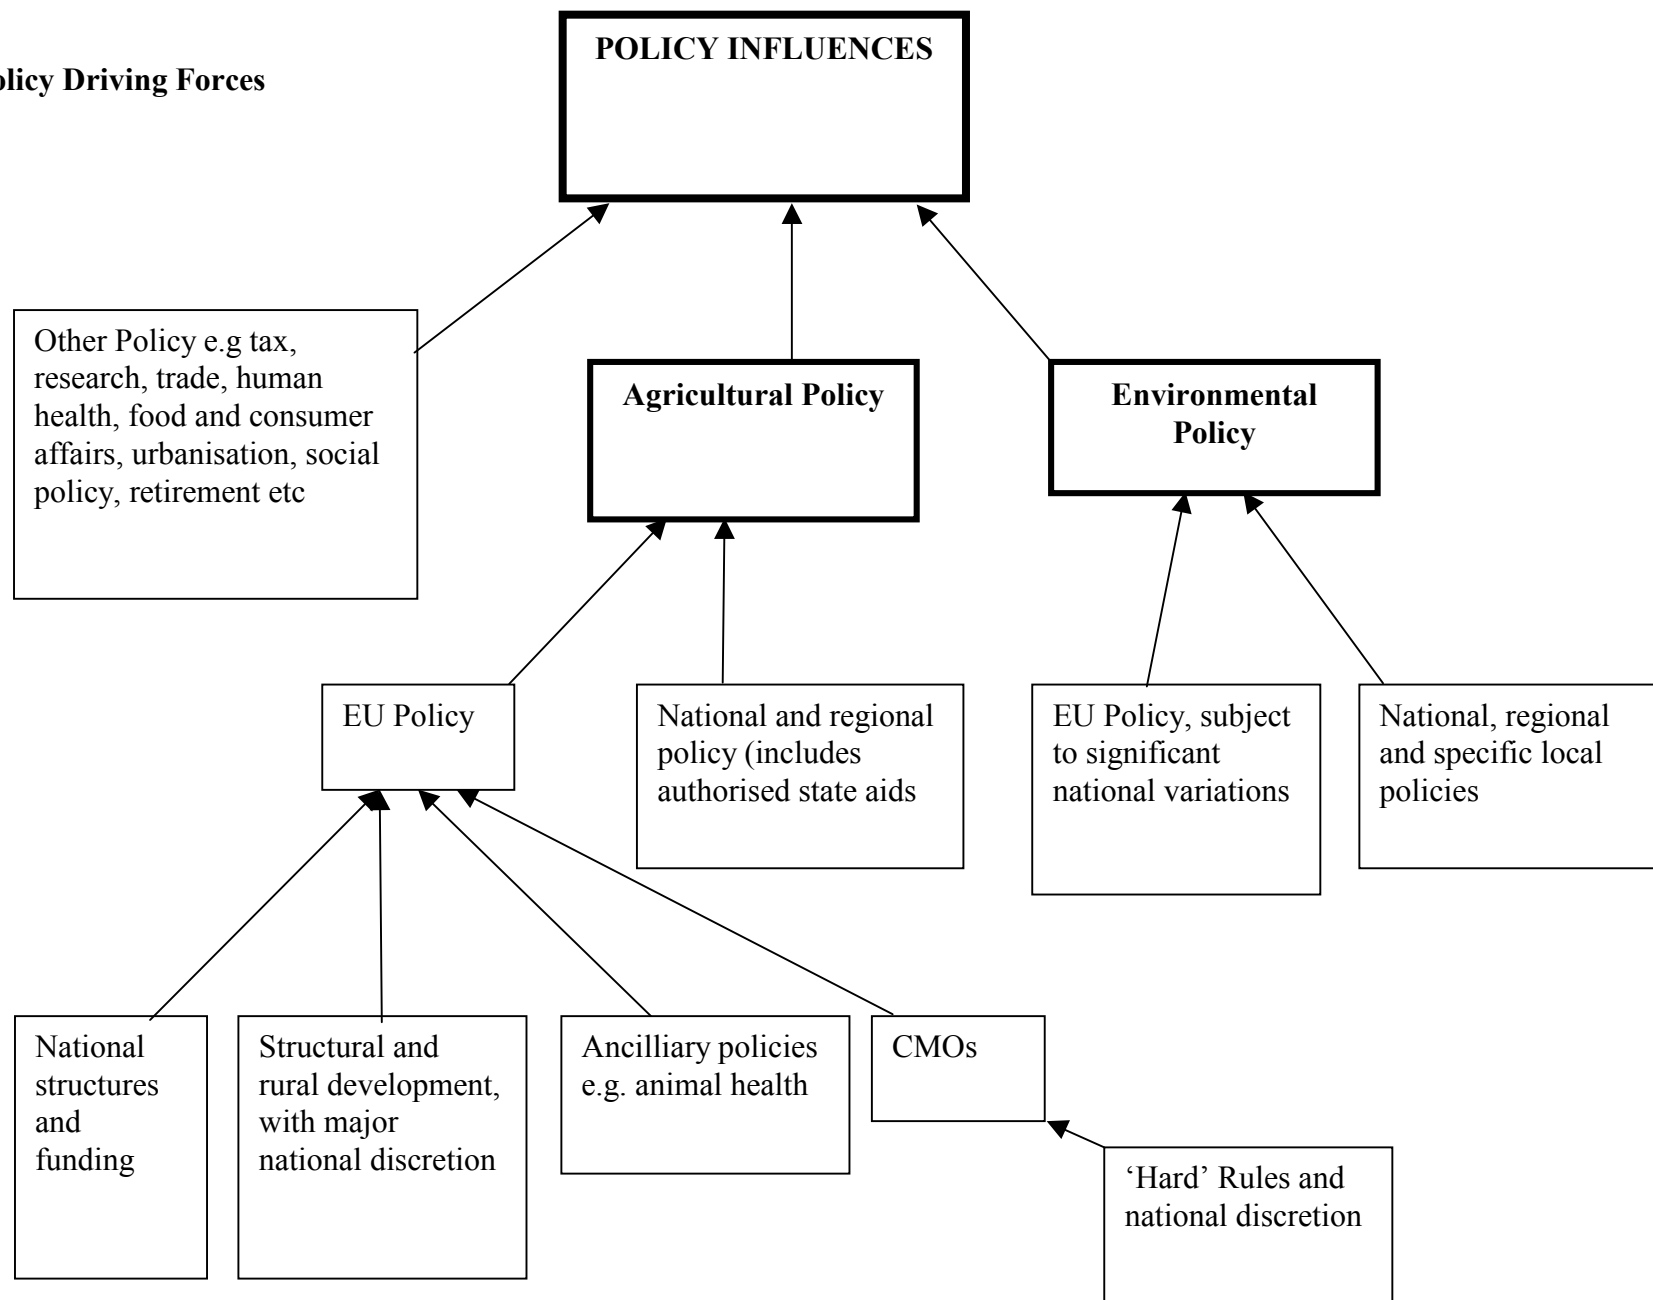 POLICY INFLUENCES
olicy Driving Forces
Other Policy e.g tax,
research, trade, human
health, food and consumer
affairs, urbanisation, social
policy, retirement etc
Agricultural Policy
Environmental
Policy
EU Policy
National and regional
policy (includes
authorised state aids
EU Policy, subject
to significant
national variations
National, regional
and specific local
policies
National
structures
and
funding
Structural and
rural development,
with major
national discretion
Ancilliary policies
e.g. animal health
CMOs
‘Hard’ Rules and
national discretion